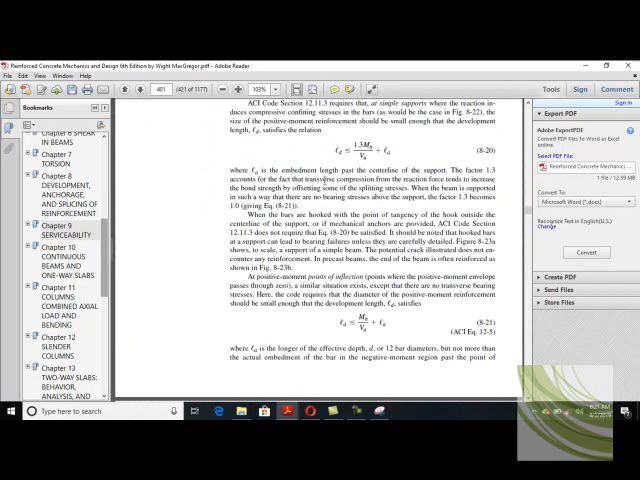 Reinforced Concrete Mechanics and Design 6th Edition by Wight MacGregor.pdf - Adobe Reader
File Edit View Window Help
401 (421 of 1177) 103% Tools Sign Comment
Bookmarks
Chapter 6 SHEAR
IN BEAMS
Chapter 7
TORSION
Chapter 8
DEVELOPMENT,
ANCHORAGE,
AND SPLICING OF
REINFORCEMENT
Chapter 9
SERVICEABILITY
Chapter 10
CONTINUOUS
BEAMS AND
ONE-WAY SLABS
Chapter 11
COLUMNS:
COMBINED AXIAL
LOAD AND
BENDING
Chapter 12
SLENDER
COLUMNS
Chapter 13
TWO-WAY SLABS:
BEHAVIOR,
ANALYSIS, AND
ACI Code Section 12.11.3 requires that, at simple supports where the reaction in-
duces compressive confining stresses in the bars (as would be the case in Fig. 8-22), the
size of the positive-moment reinforcement should be small enough that the development
length, ℓd, satisfies the relation
ℓd ≤ 1.3Mn/Vu + ℓa (8-20)
where ℓa is the embedment length past the centerline of the support. The factor 1.3
accounts for the fact that transverse compression from the reaction force tends to increase
the bond strength by offsetting some of the splitting stresses. When the beam is supported
in such a way that there are no bearing stresses above the support, the factor 1.3 becomes
1.0 (giving Eq. (8-21)).
When the bars are hooked with the point of tangency of the hook outside the
centerline of the support, or if mechanical anchors are provided, ACI Code Section
12.11.3 does not require that Eq. (8-20) be satisfied. It should be noted that hooked bars
at a support can lead to bearing failures unless they are carefully detailed. Figure 8-23a
shows, to scale, a support of a simple beam. The potential crack illustrated does not en-
counter any reinforcement. In precast beams, the end of the beam is often reinforced as
shown in Fig. 8-23b.
At positive-moment points of inflection (points where the positive-moment envelope
passes through zero), a similar situation exists, except that there are no transverse bearing
stresses. Here, the code requires that the diameter of the positive-moment reinforcement
should be small enough that the development length, ℓd, satisfies
ℓd ≤ Mn/Vu + ℓa (8-21)
(ACI Eq. 12-5)
where ℓa is the longer of the effective depth, d, or 12 bar diameters, but not more than
the actual embedment of the bar in the negative-moment region past the point of
Sign In
Export PDF
Adobe ExportPDF
Convert PDF files to Word or Excel
online.
Select PDF File:
Reinforced Concrete Mechanics ...
1 file / 12.59 MB
Convert To:
Microsoft Word (*.docx)
Recognize Text in English(U.S.)
Change
Convert
Create PDF
Send Files
Store Files
Type here to search
6:21 AM